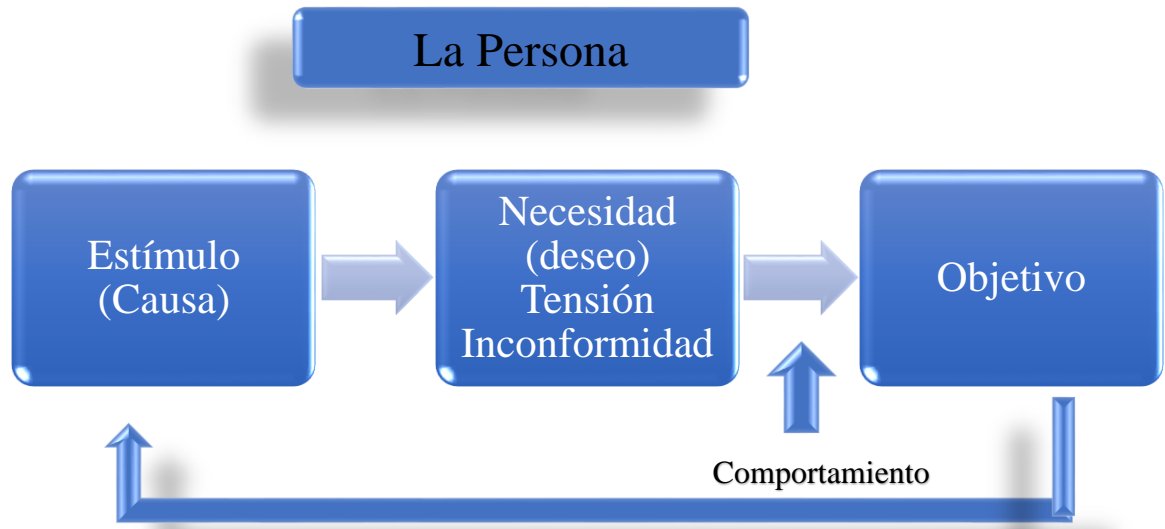 La Persona
Estímulo
(Causa)
Necesidad
(deseo)
Tensión
Inconformidad
Objetivo
Comportamiento